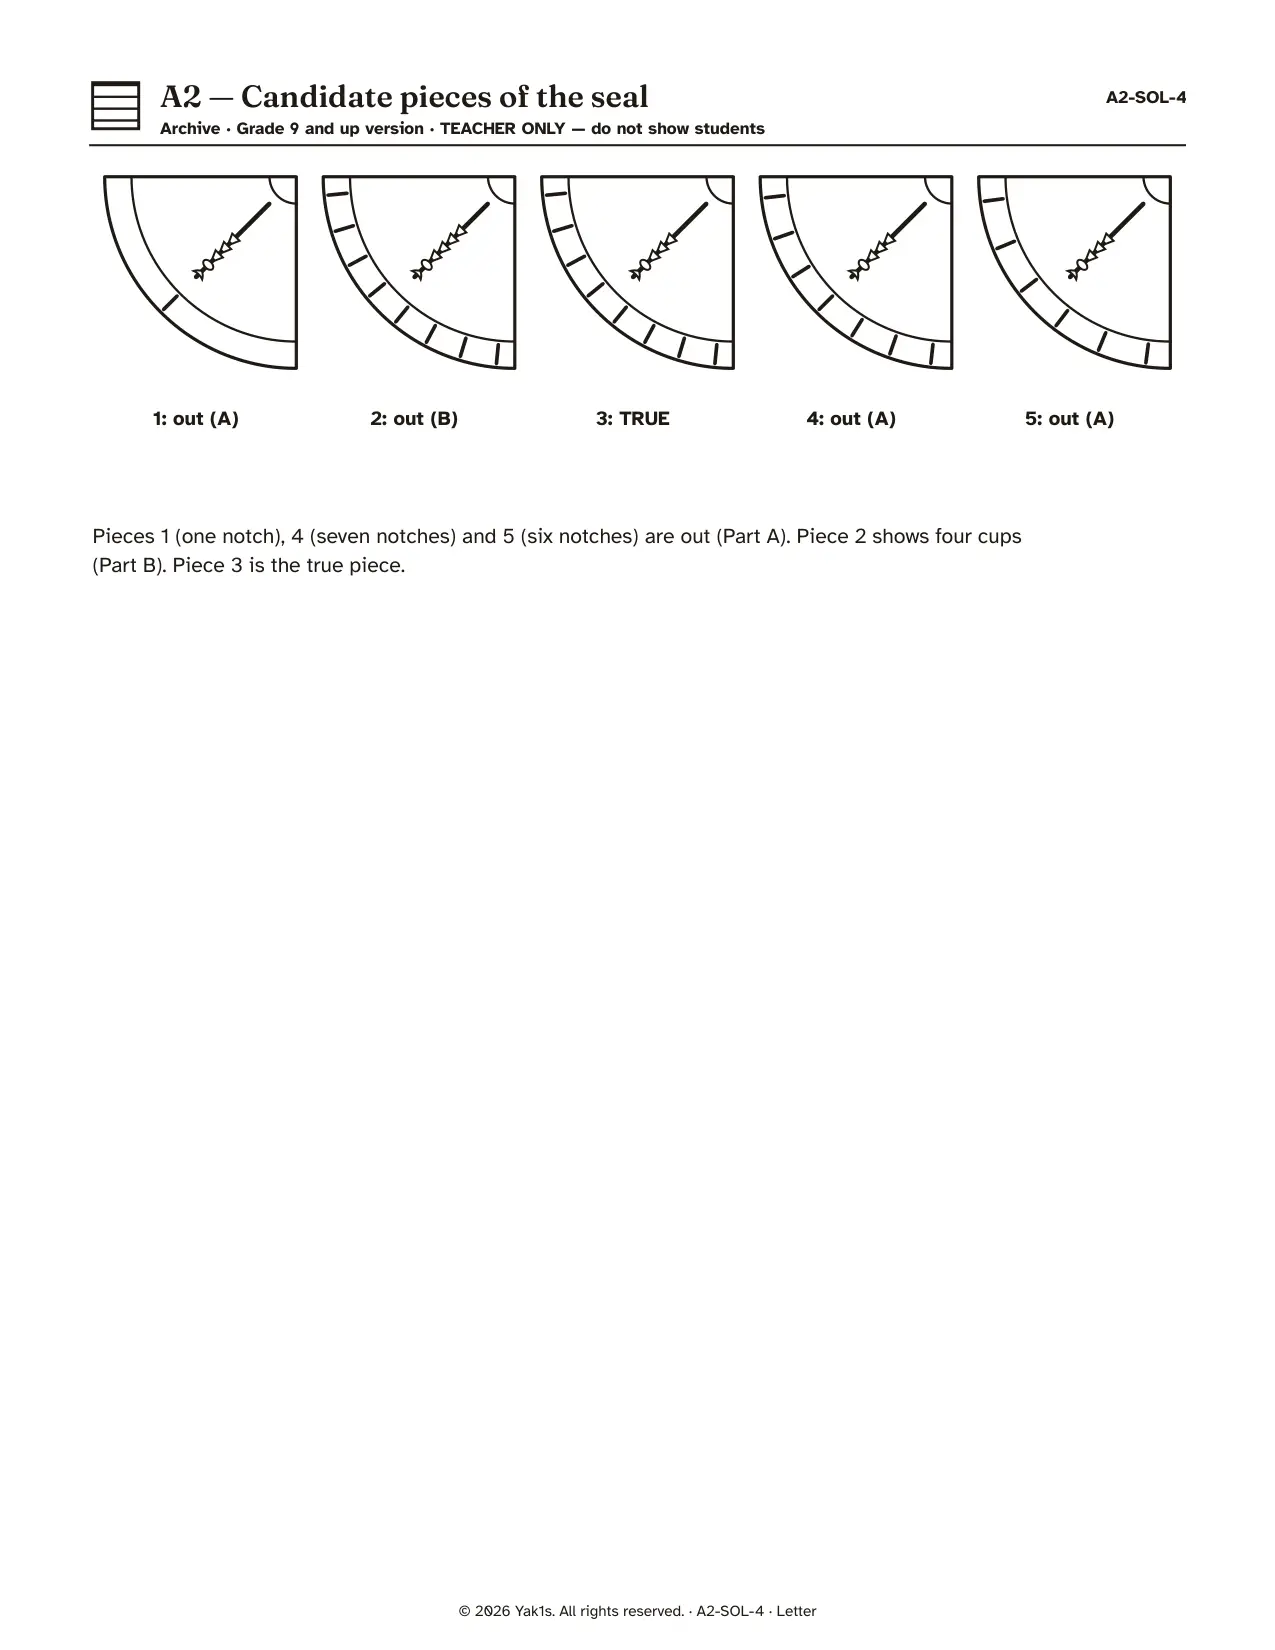 A2 — Candidate pieces of the seal
A2-SOL-4
Archive · Grade 9 and up version · TEACHER ONLY — do not show students
1: out (A)
2: out (B)
3: TRUE
4: out (A)
5: out (A)
Pieces 1 (one notch), 4 (seven notches) and 5 (six notches) are out (Part A). Piece 2 shows four cups
(Part B). Piece 3 is the true piece.
© 2026 Yak1s. All rights reserved. · A2-SOL-4 · Letter